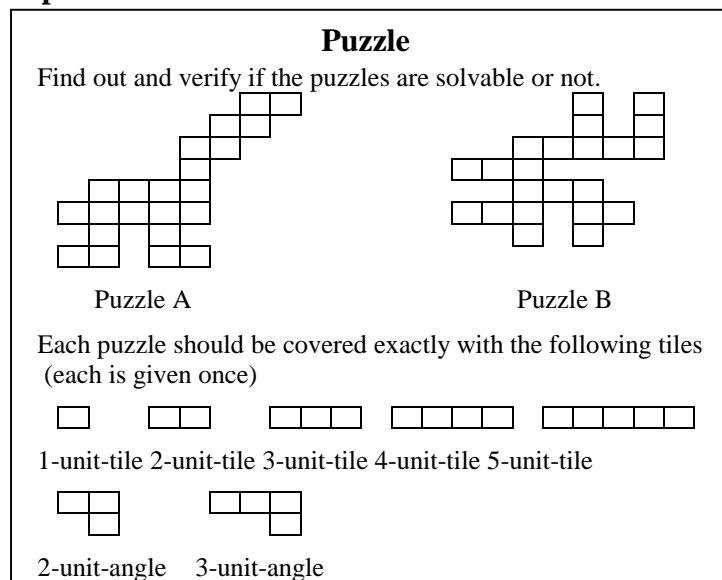 Puzzle
Find out and verify if the puzzles are solvable or not.
Puzzle A Puzzle B
Each puzzle should be covered exactly with the following tiles
(each is given once)
1-unit-tile 2-unit-tile 3-unit-tile 4-unit-tile 5-unit-tile
2-unit-angle 3-unit-angle